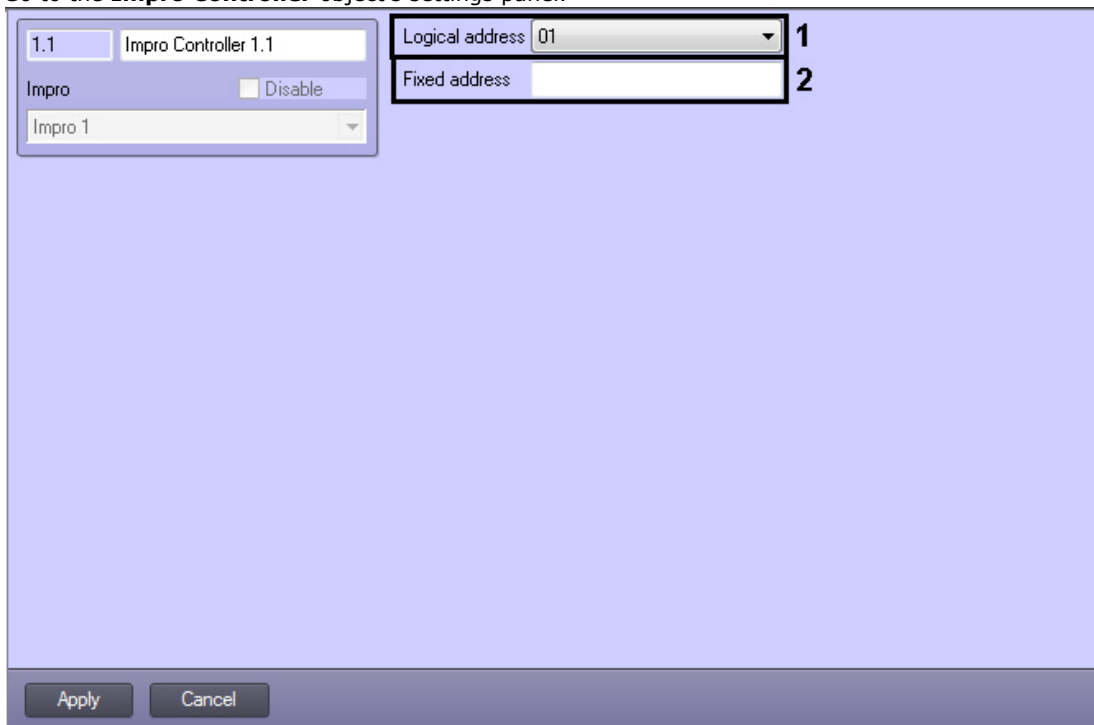 Go to the Impro Controller object's settings panel.
1.1 Impro Controller 1.1
Impro Disable
Impro 1
Logical address 01 1
Fixed address 2
Apply Cancel